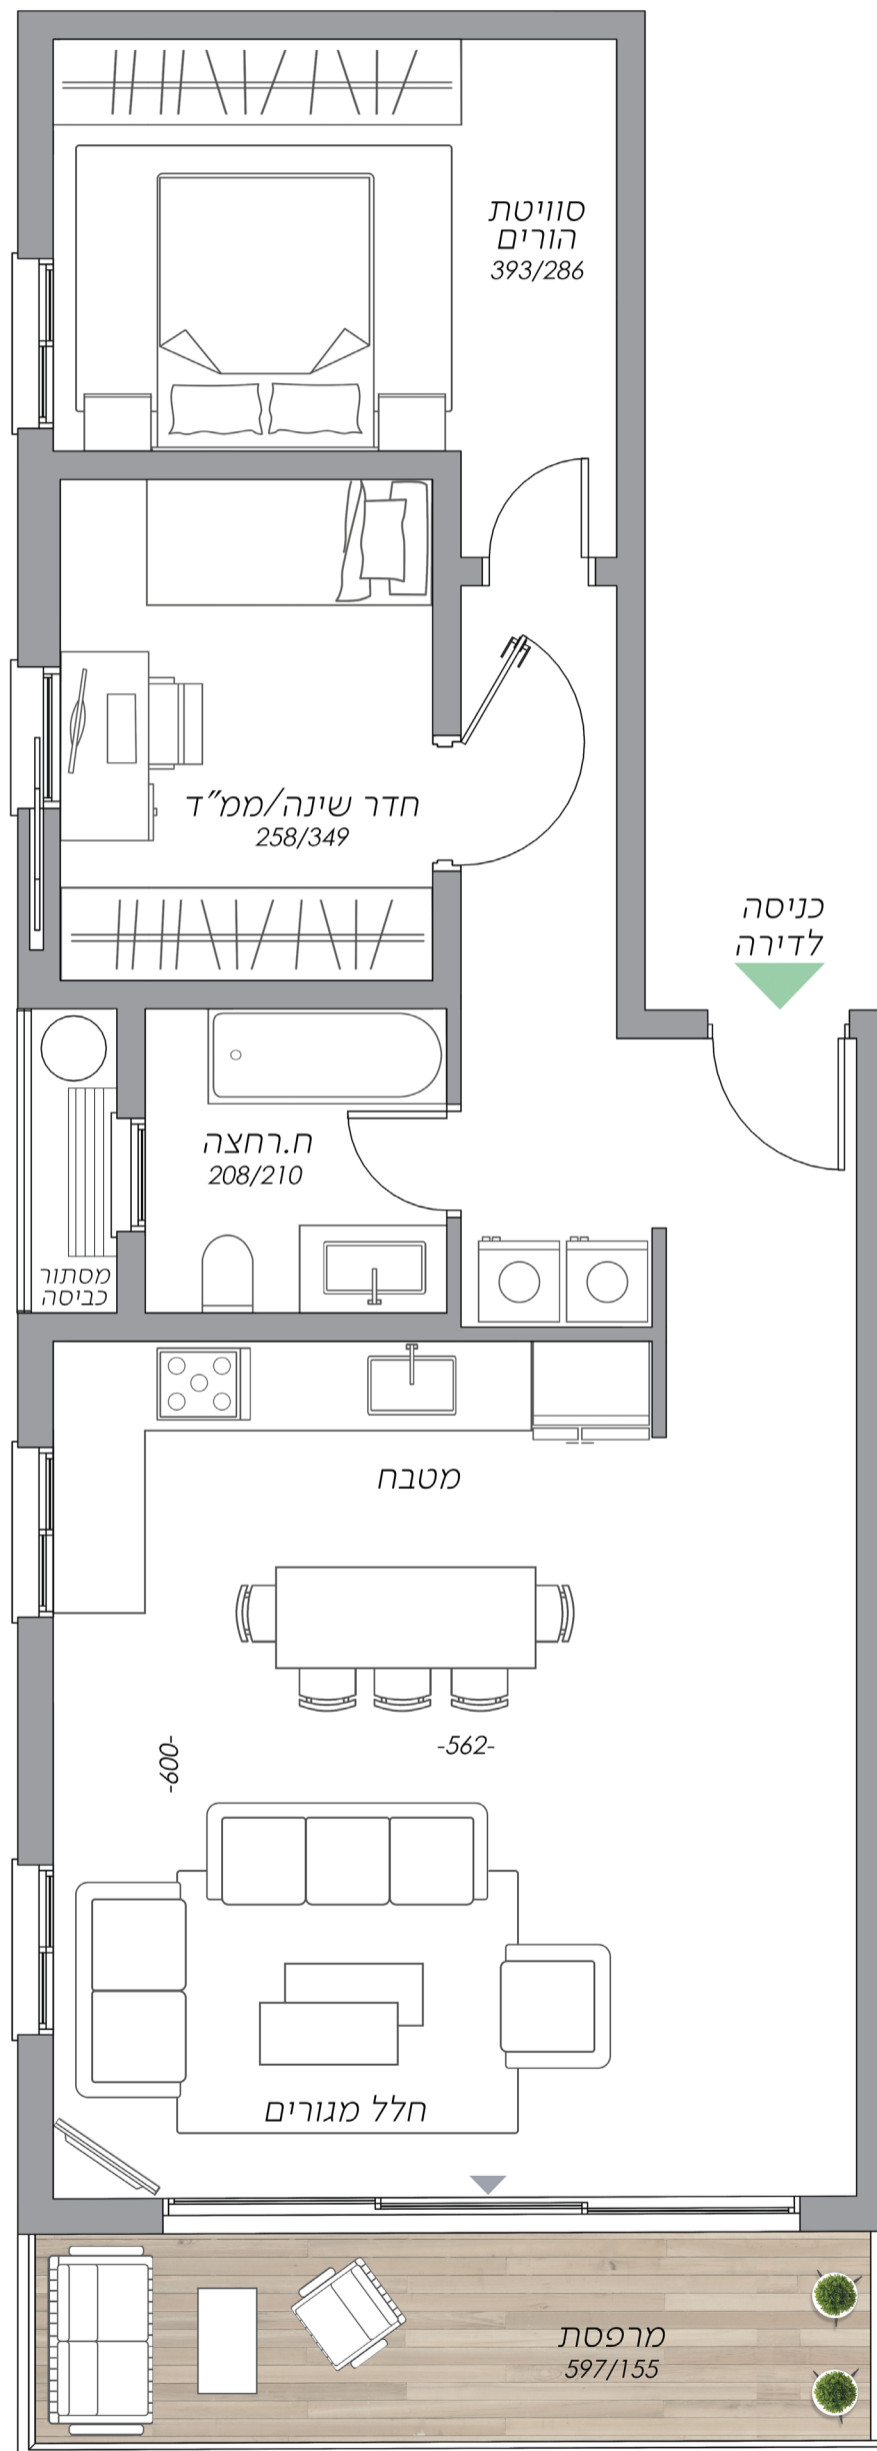 סוויטת
הורים
393/286
חדר שינה/ממ"ד
258/349
כניסה
לדירה
ח.רחצה
208/210
מסתור
כביסה
מטבח
-600-
-562-
חלל מגורים
מרפסת
597/155